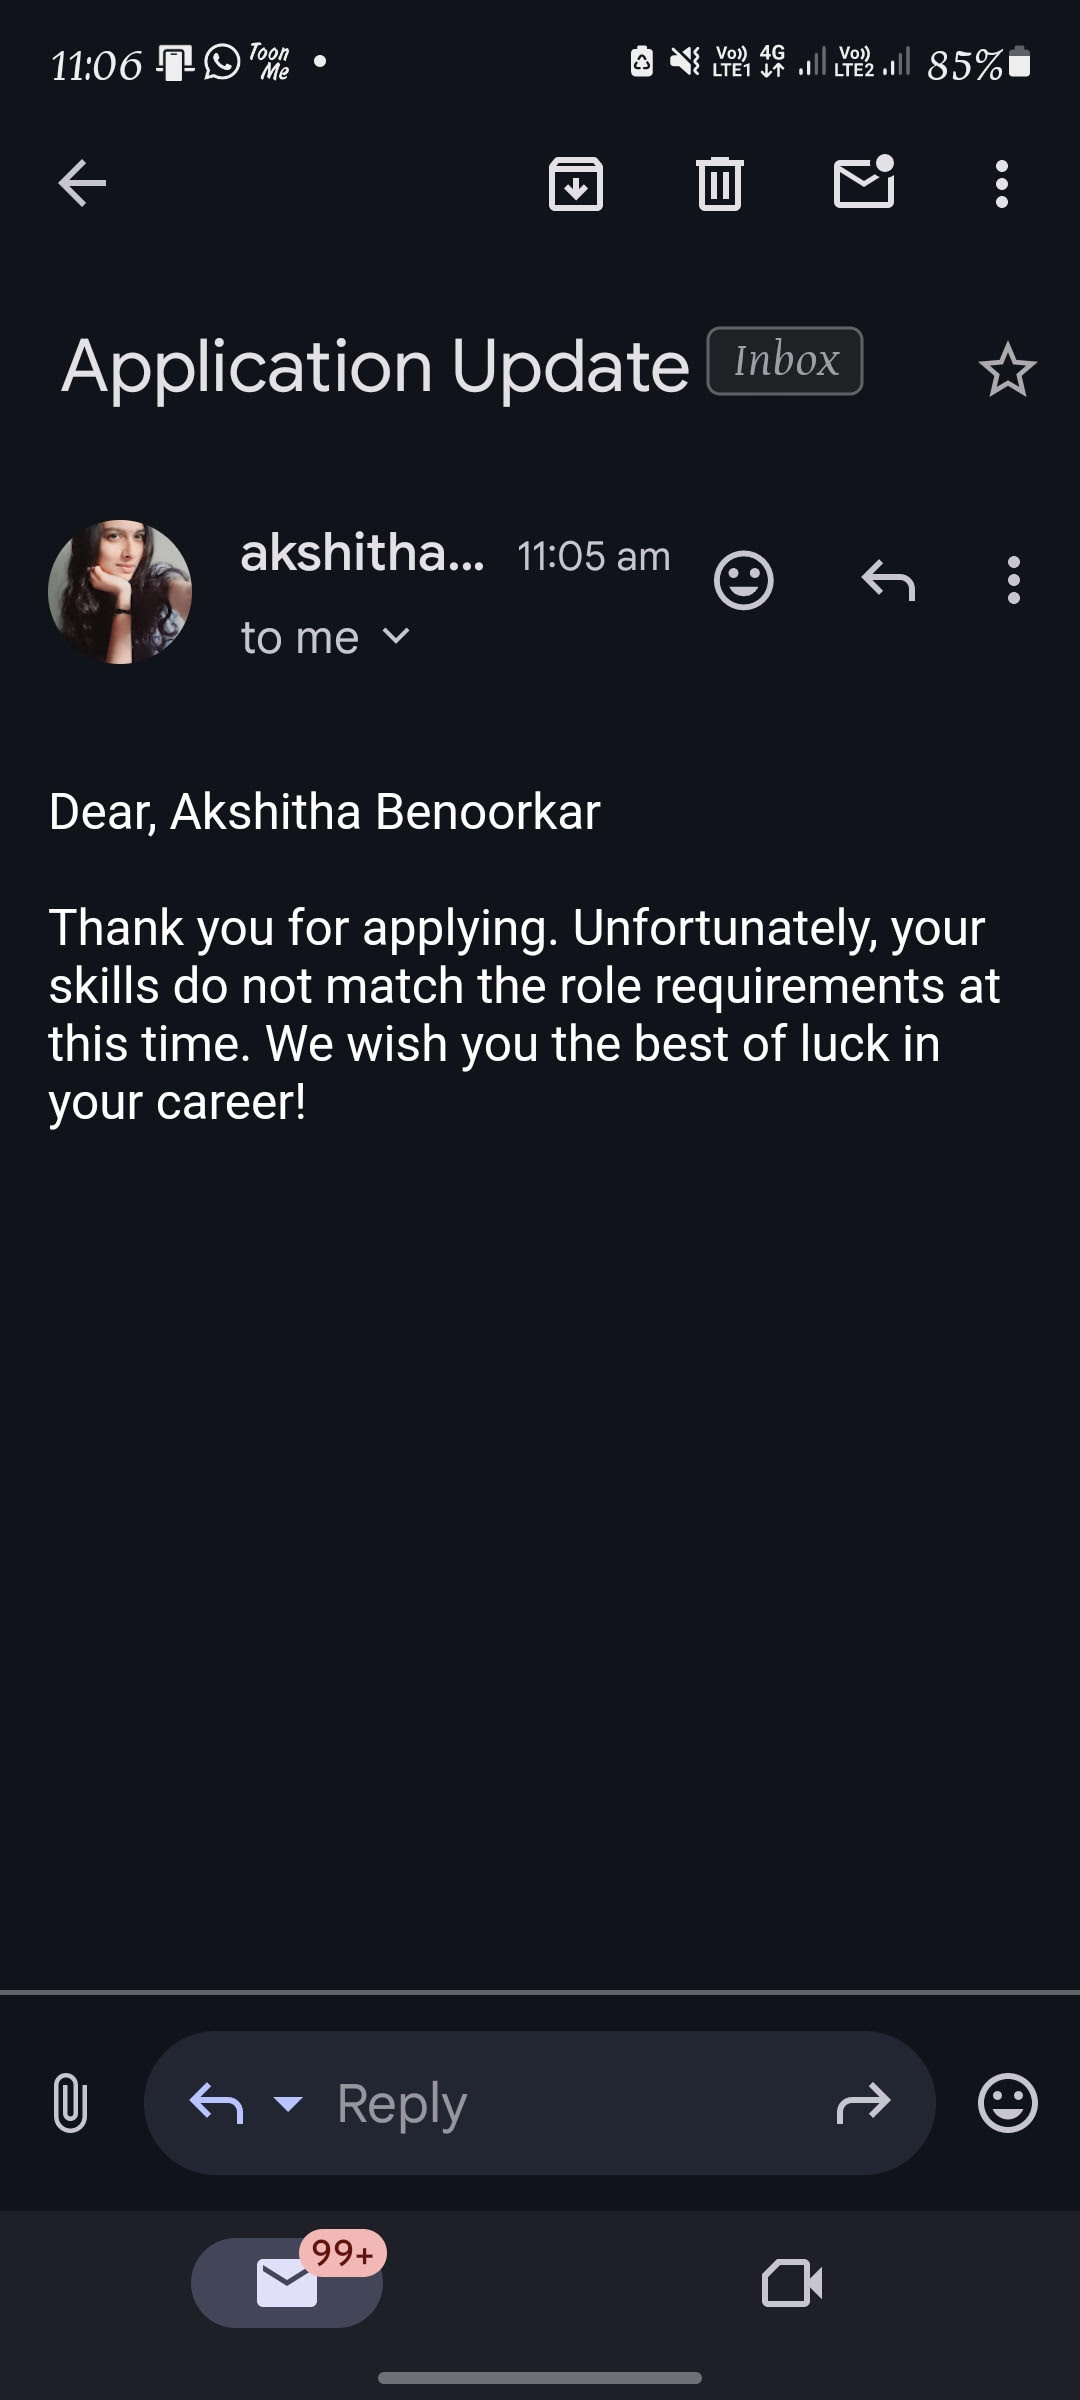 11:06 Toon Me Vo)) LTE1 4G Vo)) LTE2 85%
Application Update Inbox
akshitha... 11:05 am
to me
Dear, Akshitha Benoorkar
Thank you for applying. Unfortunately, your
skills do not match the role requirements at
this time. We wish you the best of luck in
your career!
Reply
99+